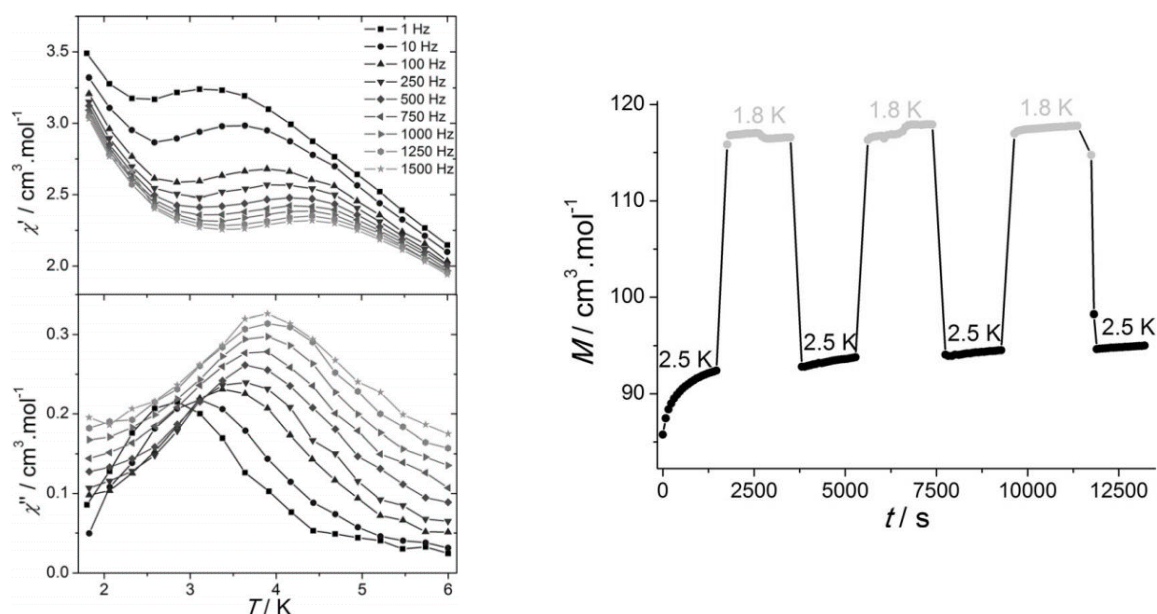 3.5
3.0
2.5
2.0
χ' / cm³.mol⁻¹
1 Hz
10 Hz
100 Hz
250 Hz
500 Hz
750 Hz
1000 Hz
1250 Hz
1500 Hz
0.3
0.2
0.1
0.0
χ" / cm³.mol⁻¹
2 3 4 5 6
T / K
120
110
100
90
M / cm³.mol⁻¹
1.8 K 1.8 K 1.8 K
2.5 K 2.5 K 2.5 K 2.5 K
0 2500 5000 7500 10000 12500
t / s